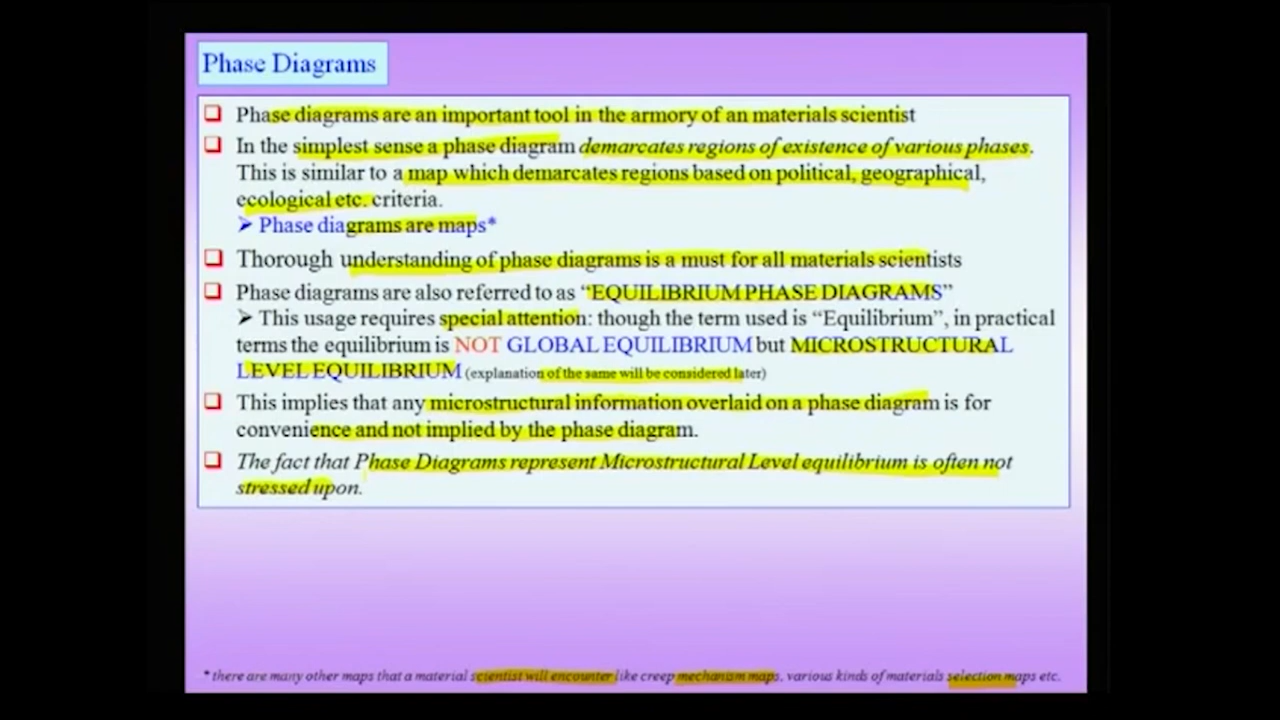 Phase Diagrams
Phase diagrams are an important tool in the armory of an materials scientist
In the simplest sense a phase diagram demarcates regions of existence of various phases.
This is similar to a map which demarcates regions based on political, geographical,
ecological etc. criteria.
➤ Phase diagrams are maps*
Thorough understanding of phase diagrams is a must for all materials scientists
Phase diagrams are also referred to as “EQUILIBRIUM PHASE DIAGRAMS”
➤ This usage requires special attention: though the term used is “Equilibrium”, in practical
terms the equilibrium is NOT GLOBAL EQUILIBRIUM but MICROSTRUCTURAL
LEVEL EQUILIBRIUM (explanation of the same will be considered later)
This implies that any microstructural information overlaid on a phase diagram is for
convenience and not implied by the phase diagram.
The fact that Phase Diagrams represent Microstructural Level equilibrium is often not
stressed upon.
* there are many other maps that a material scientist will encounter like creep mechanism maps, various kinds of materials selection maps etc.